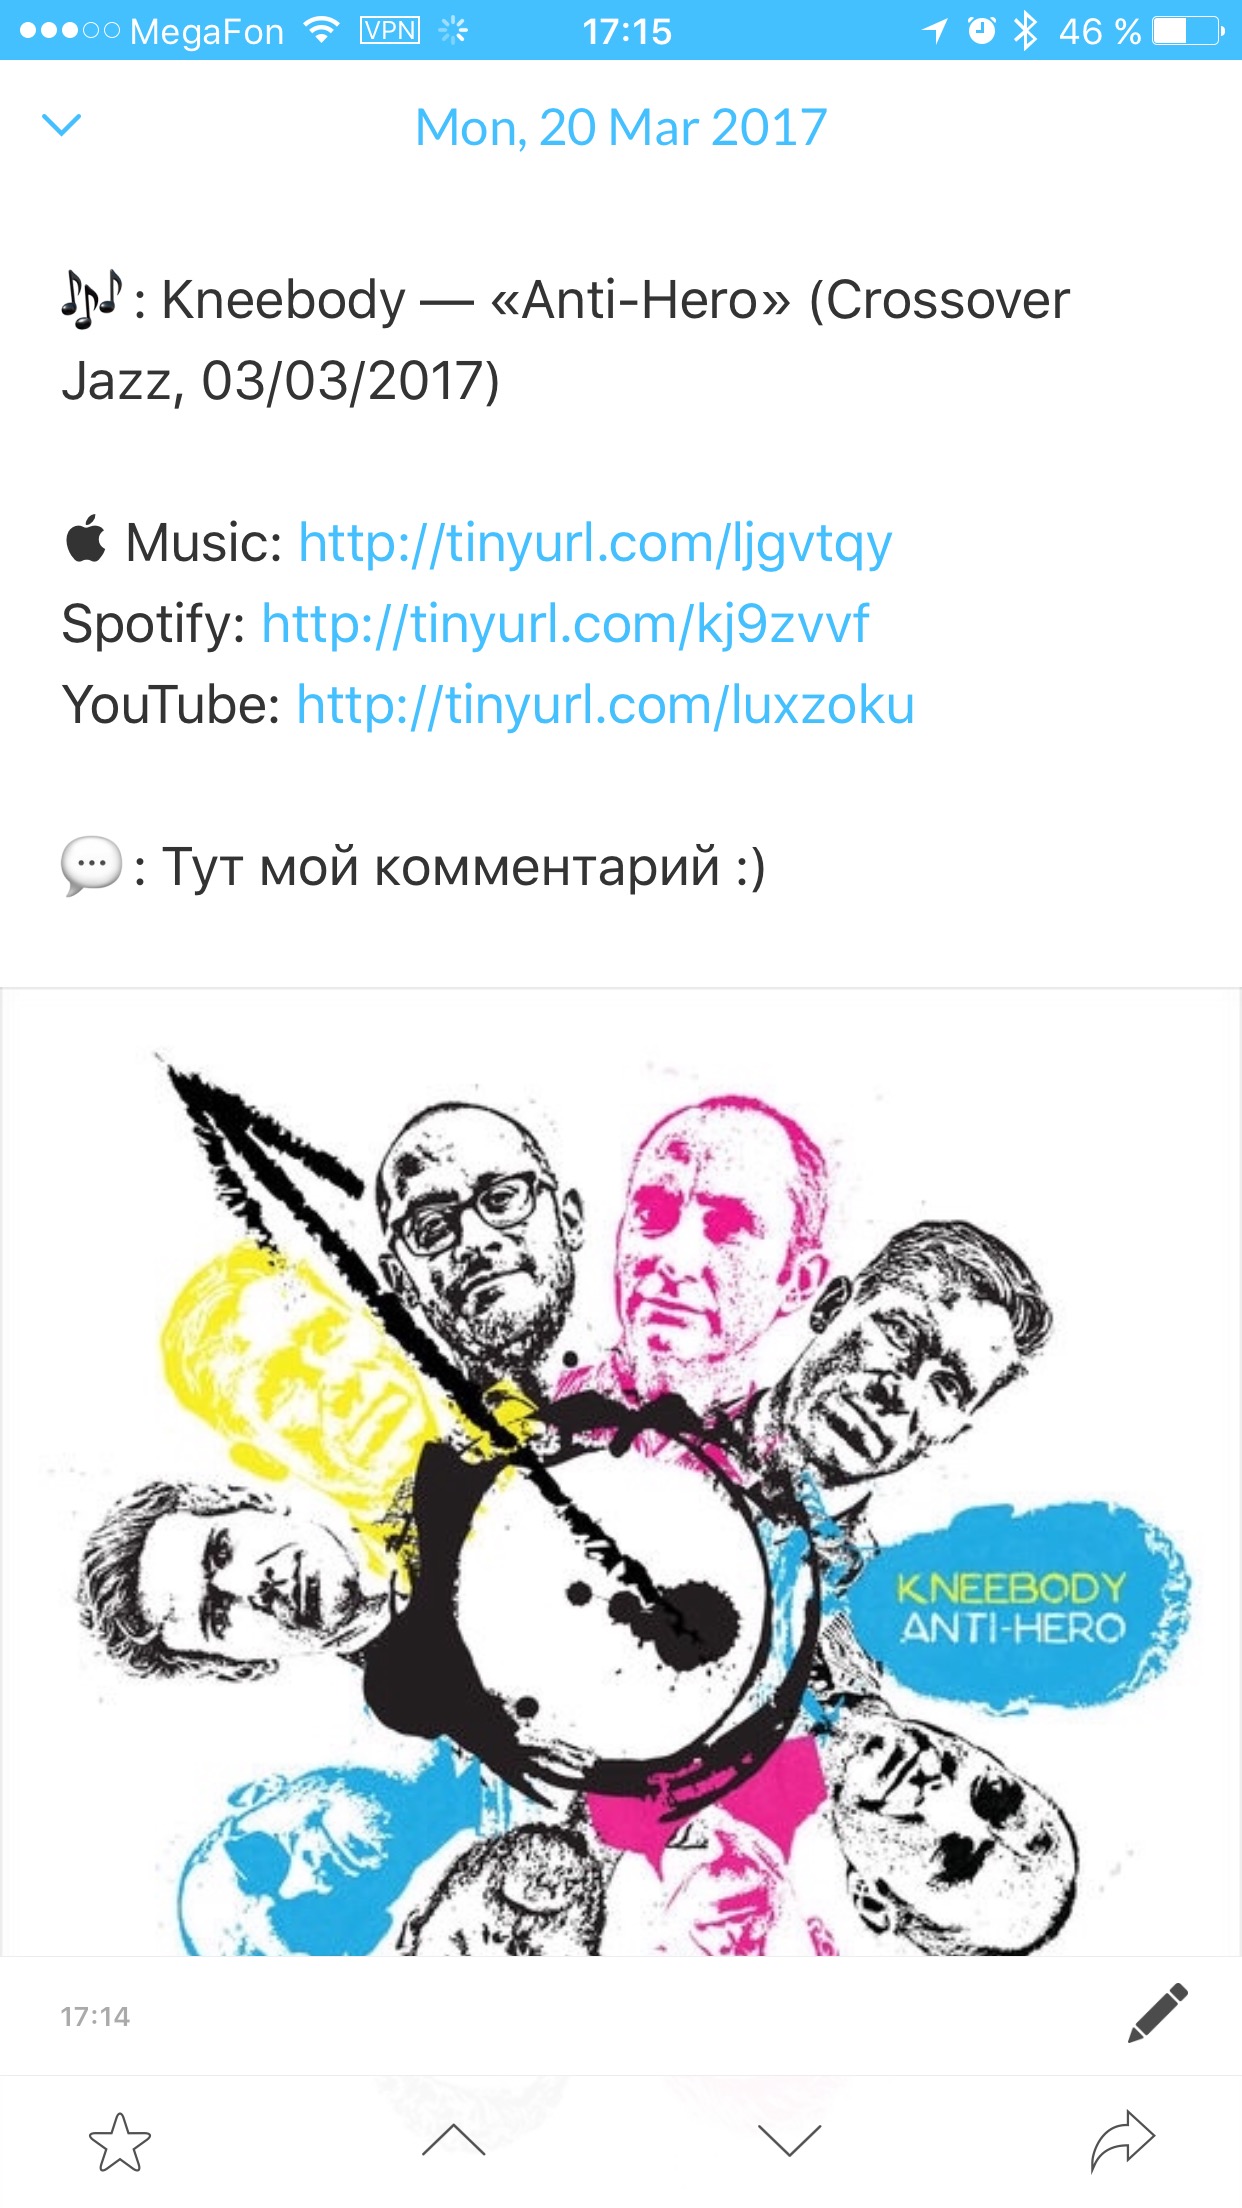 MegaFon VPN 17:15 46 %
Mon, 20 Mar 2017
🎶: Kneebody — «Anti-Hero» (Crossover
Jazz, 03/03/2017)
 Music: http://tinyurl.com/ljgvtqy
Spotify: http://tinyurl.com/kj9zvvf
YouTube: http://tinyurl.com/luxzoku
💬: Тут мой комментарий :)
KNEEBODY
ANTI-HERO
17:14